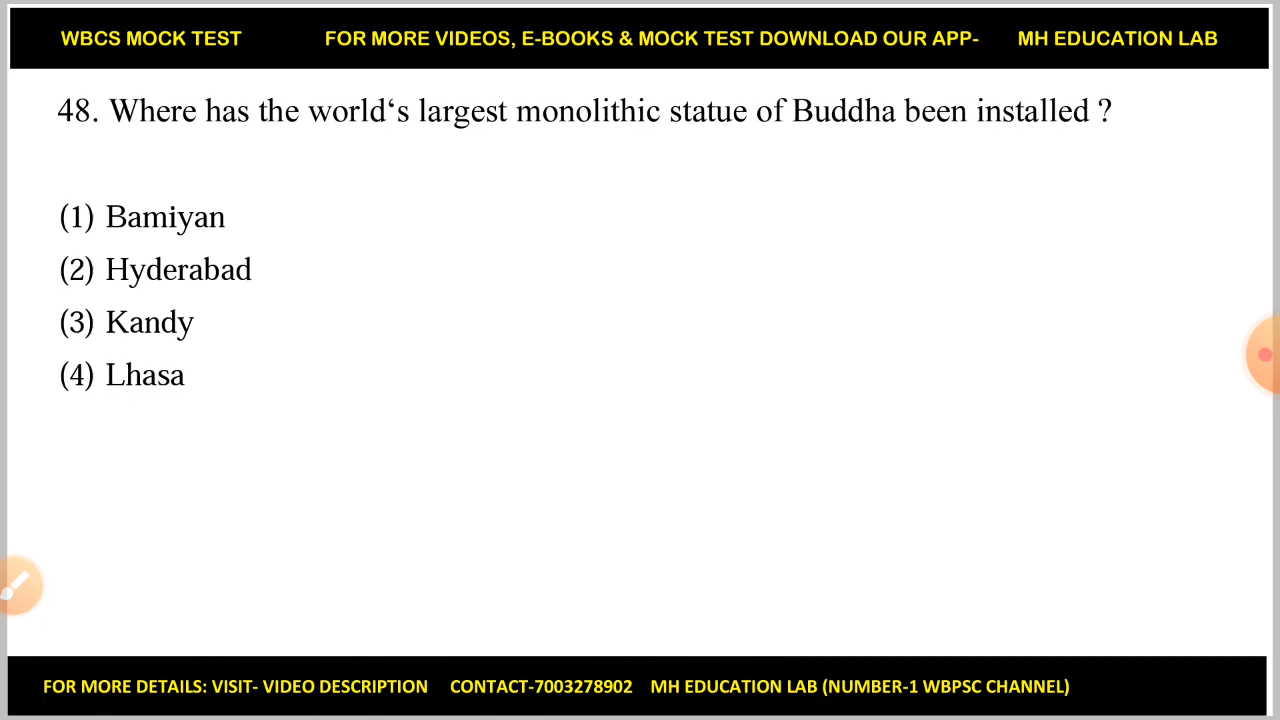 WBCS MOCK TEST FOR MORE VIDEOS, E-BOOKS & MOCK TEST DOWNLOAD OUR APP- MH EDUCATION LAB
48. Where has the world‘s largest monolithic statue of Buddha been installed ?
(1) Bamiyan
(2) Hyderabad
(3) Kandy
(4) Lhasa
FOR MORE DETAILS: VISIT- VIDEO DESCRIPTION CONTACT-7003278902 MH EDUCATION LAB (NUMBER-1 WBPSC CHANNEL)